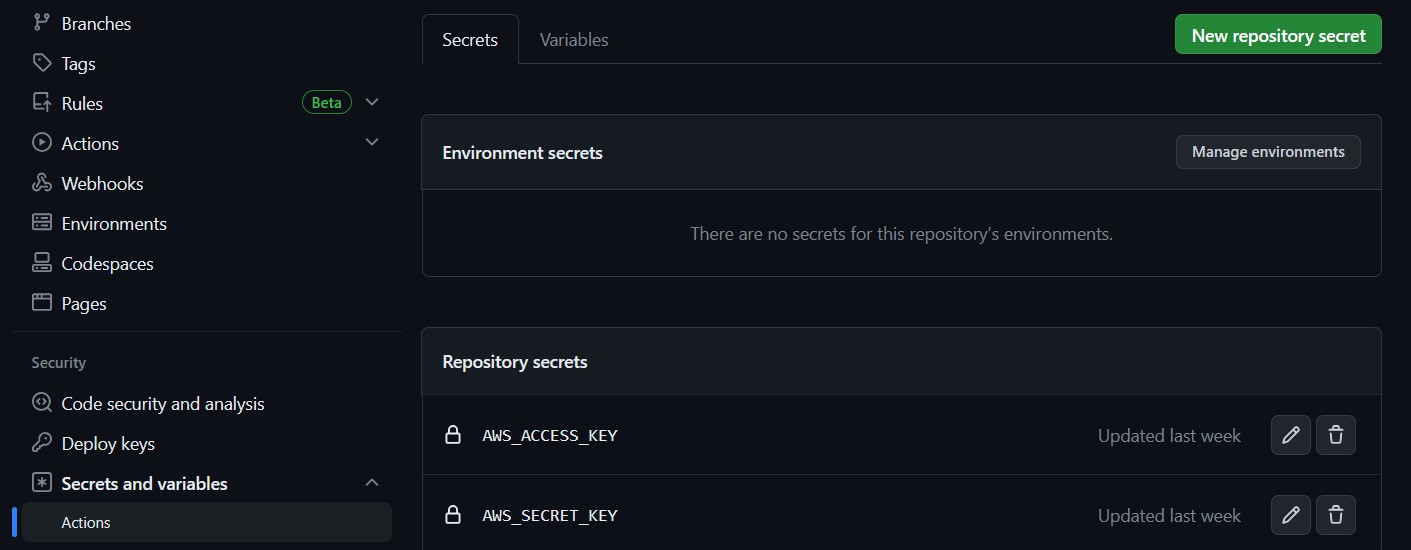 Branches
Tags
Rules Beta
Actions
Webhooks
Environments
Codespaces
Pages
Security
Code security and analysis
Deploy keys
Secrets and variables
Actions
Secrets Variables New repository secret
Environment secrets Manage environments
There are no secrets for this repository’s environments.
Repository secrets
AWS_ACCESS_KEY Updated last week
AWS_SECRET_KEY Updated last week